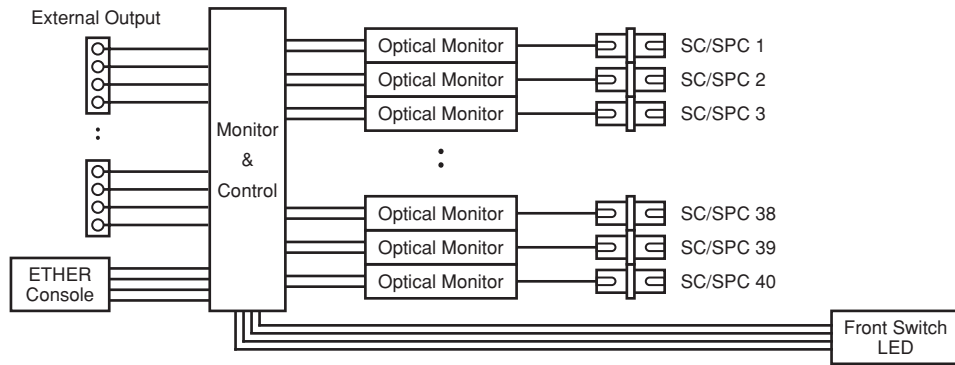 External Output
Optical Monitor
SC/SPC 1
Optical Monitor
SC/SPC 2
Optical Monitor
SC/SPC 3
:
:
Monitor
&
Control
Optical Monitor
SC/SPC 38
Optical Monitor
SC/SPC 39
Optical Monitor
SC/SPC 40
ETHER
Console
Front Switch
LED